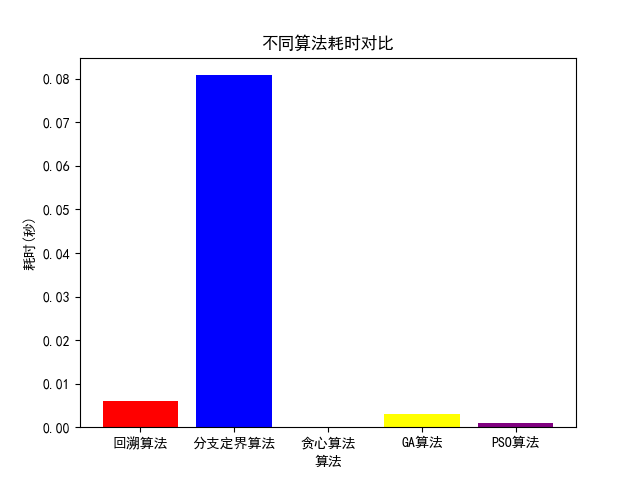 不同算法耗时对比
耗时(秒)
0.08
0.07
0.06
0.05
0.04
0.03
0.02
0.01
0.00
回溯算法
分支定界算法
贪心算法
GA算法
PSO算法
算法